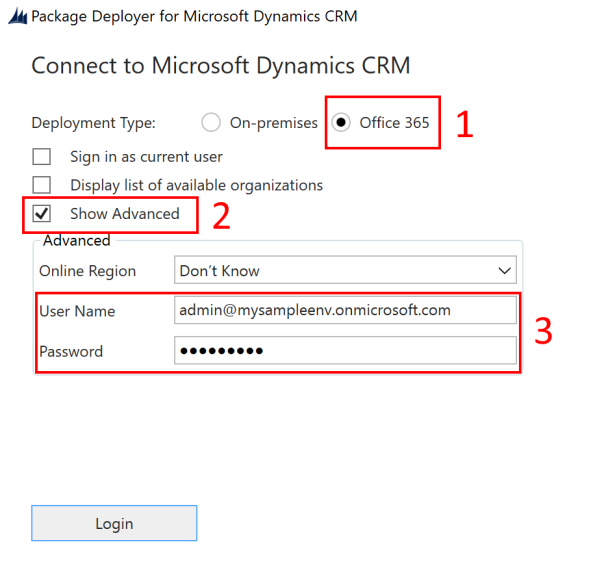 Package Deployer for Microsoft Dynamics CRM
Connect to Microsoft Dynamics CRM
Deployment Type: On-premises Office 365 1
Sign in as current user
Display list of available organizations
Show Advanced 2
Advanced
Online Region Don't Know
User Name admin@mysampleenv.onmicrosoft.com
3
Password ●●●●●●●●●
Login